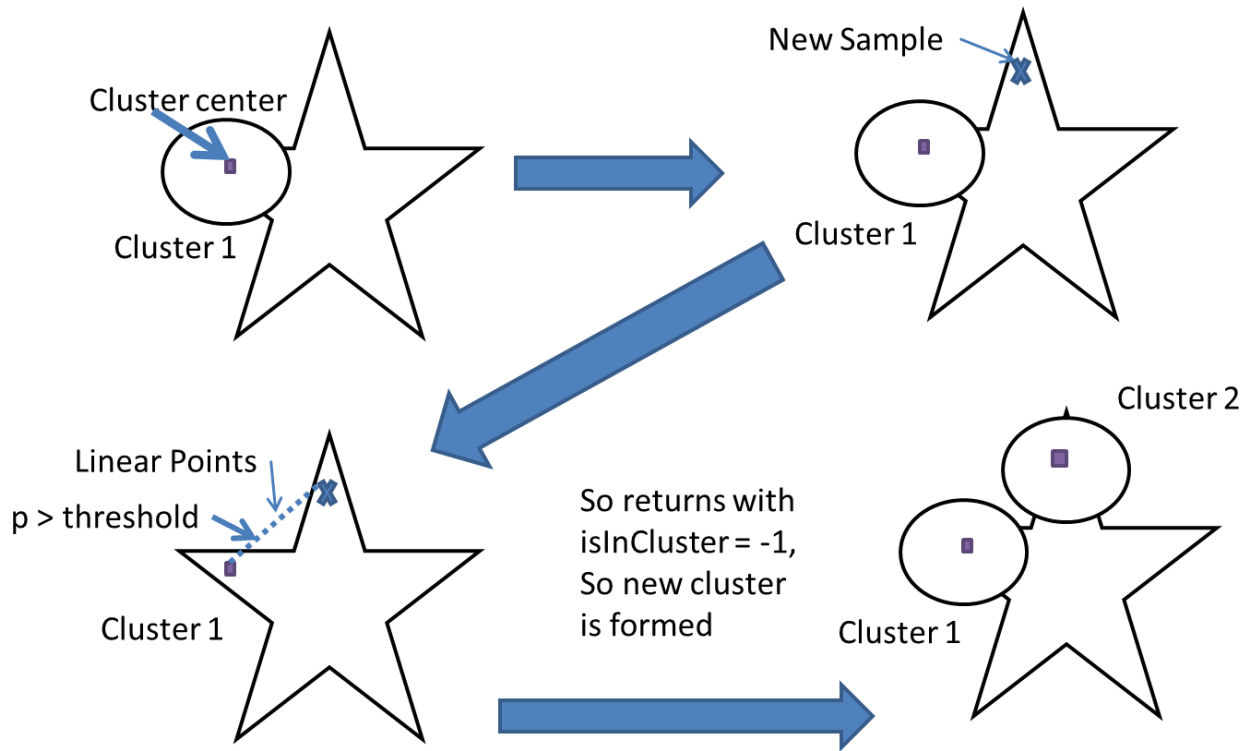 Cluster center
Cluster 1
New Sample
Cluster 1
Linear Points
p > threshold
Cluster 1
So returns with
isInCluster = -1,
So new cluster
is formed
Cluster 2
Cluster 1